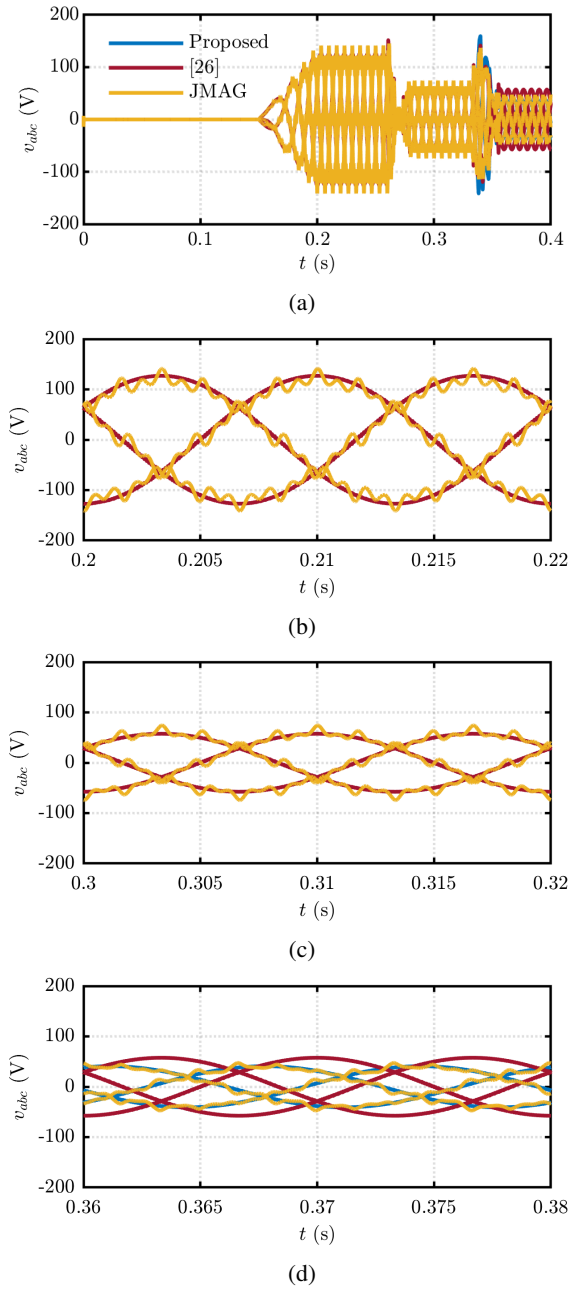 200
100
0
-100
-200
v_abc (V)
Proposed
[26]
JMAG
0 0.1 0.2 0.3 0.4
t (s)
(a)
200
100
0
-100
-200
v_abc (V)
0.2 0.205 0.21 0.215 0.22
t (s)
(b)
200
100
0
-100
-200
v_abc (V)
0.3 0.305 0.31 0.315 0.32
t (s)
(c)
200
100
0
-100
-200
v_abc (V)
0.36 0.365 0.37 0.375 0.38
t (s)
(d)